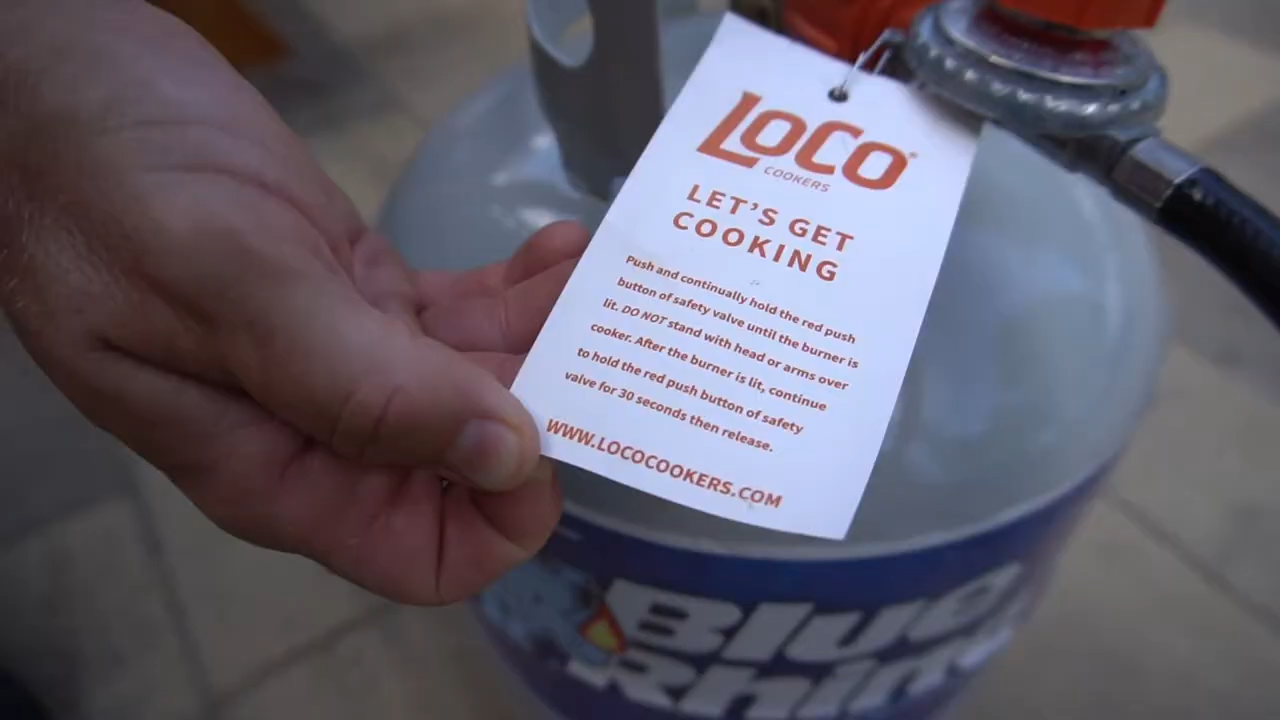 LOCO®
COOKERS
LET'S GET
COOKING
Push and continually hold the red push
button of safety valve until the burner is
lit. DO NOT stand with head or arms over
cooker. After the burner is lit, continue
to hold the red push button of safety
valve for 30 seconds then release.
WWW.LOCOCOOKERS.COM
Blue
Rhino